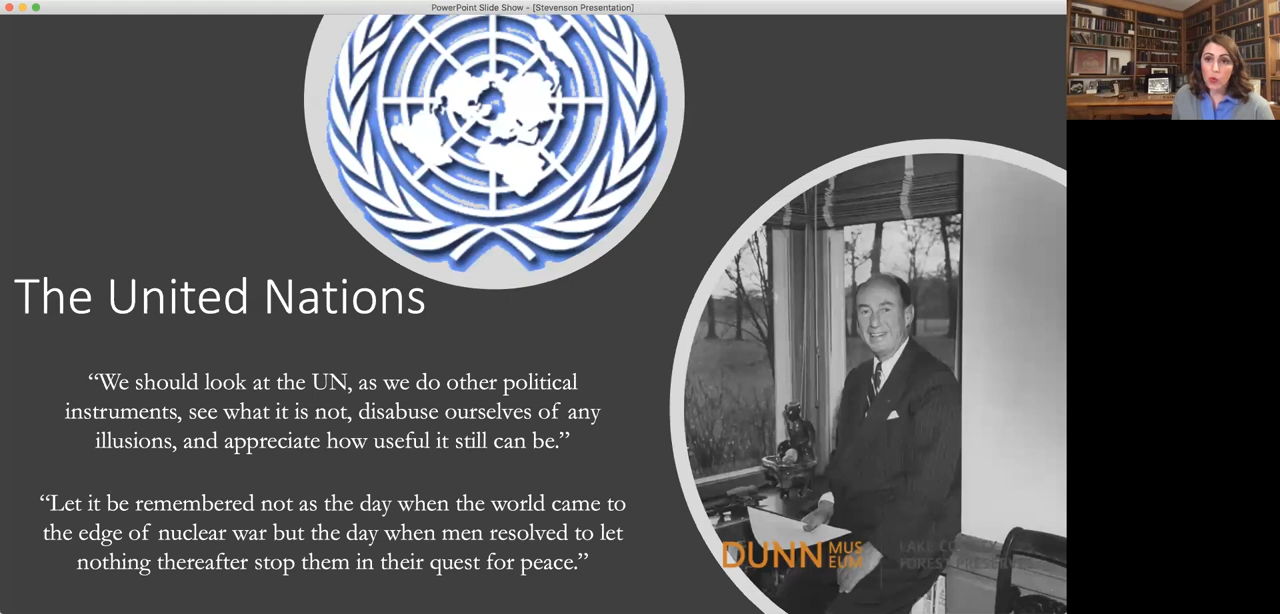 PowerPoint Slide Show - [Stevenson Presentation]
The United Nations
“We should look at the UN, as we do other political
instruments, see what it is not, disabuse ourselves of any
illusions, and appreciate how useful it still can be.”
“Let it be remembered not as the day when the world came to
the edge of nuclear war but the day when men resolved to let
nothing thereafter stop them in their quest for peace.”
DUNN MUS
EUM
LAKE
FOREST